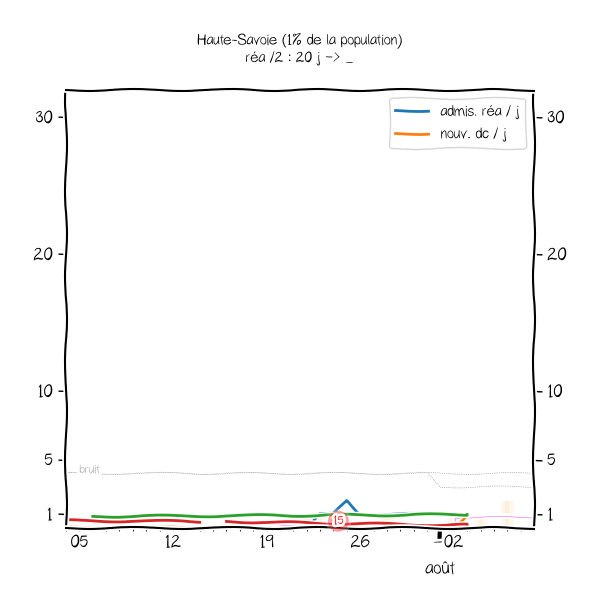 Haute-Savoie (1% de la population)
réa /2 : 20 j -> _
admis. réa / j
nouv. dc / j
30
30
20
20
10
10
5
5
bruit
1
1
15
05 12 19 26 02
août